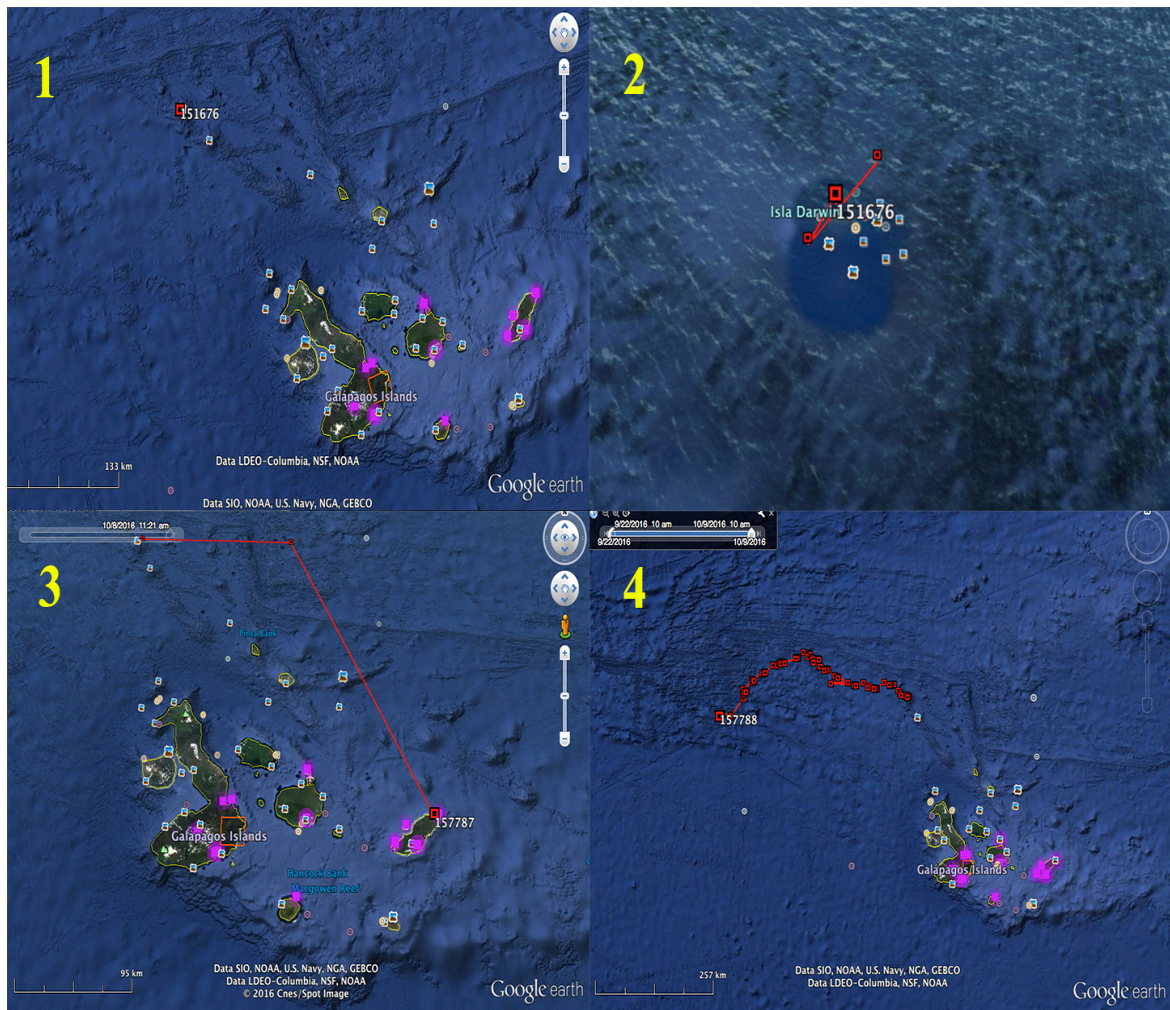 1
151676
Galapagos Islands
133 km
Data LDEO-Columbia, NSF, NOAA
Data SIO, NOAA, U.S. Navy, NGA, GEBCO
Google earth
2
Isla Darwin
151676
3
10/8/2016 11:21 am
Pinta Bank
157787
Galapagos Islands
Hancock Bank
Macgowen Reef
95 km
Data SIO, NOAA, U.S. Navy, NGA, GEBCO
Data LDEO-Columbia, NSF, NOAA
© 2016 Cnes/Spot Image
Google earth
4
9/22/2016 10 am 10/9/2016 10 am
9/22/2016 10/9/2016
157788
Galapagos Islands
257 km
Data SIO, NOAA, U.S. Navy, NGA, GEBCO
Data LDEO-Columbia, NSF, NOAA
Google earth